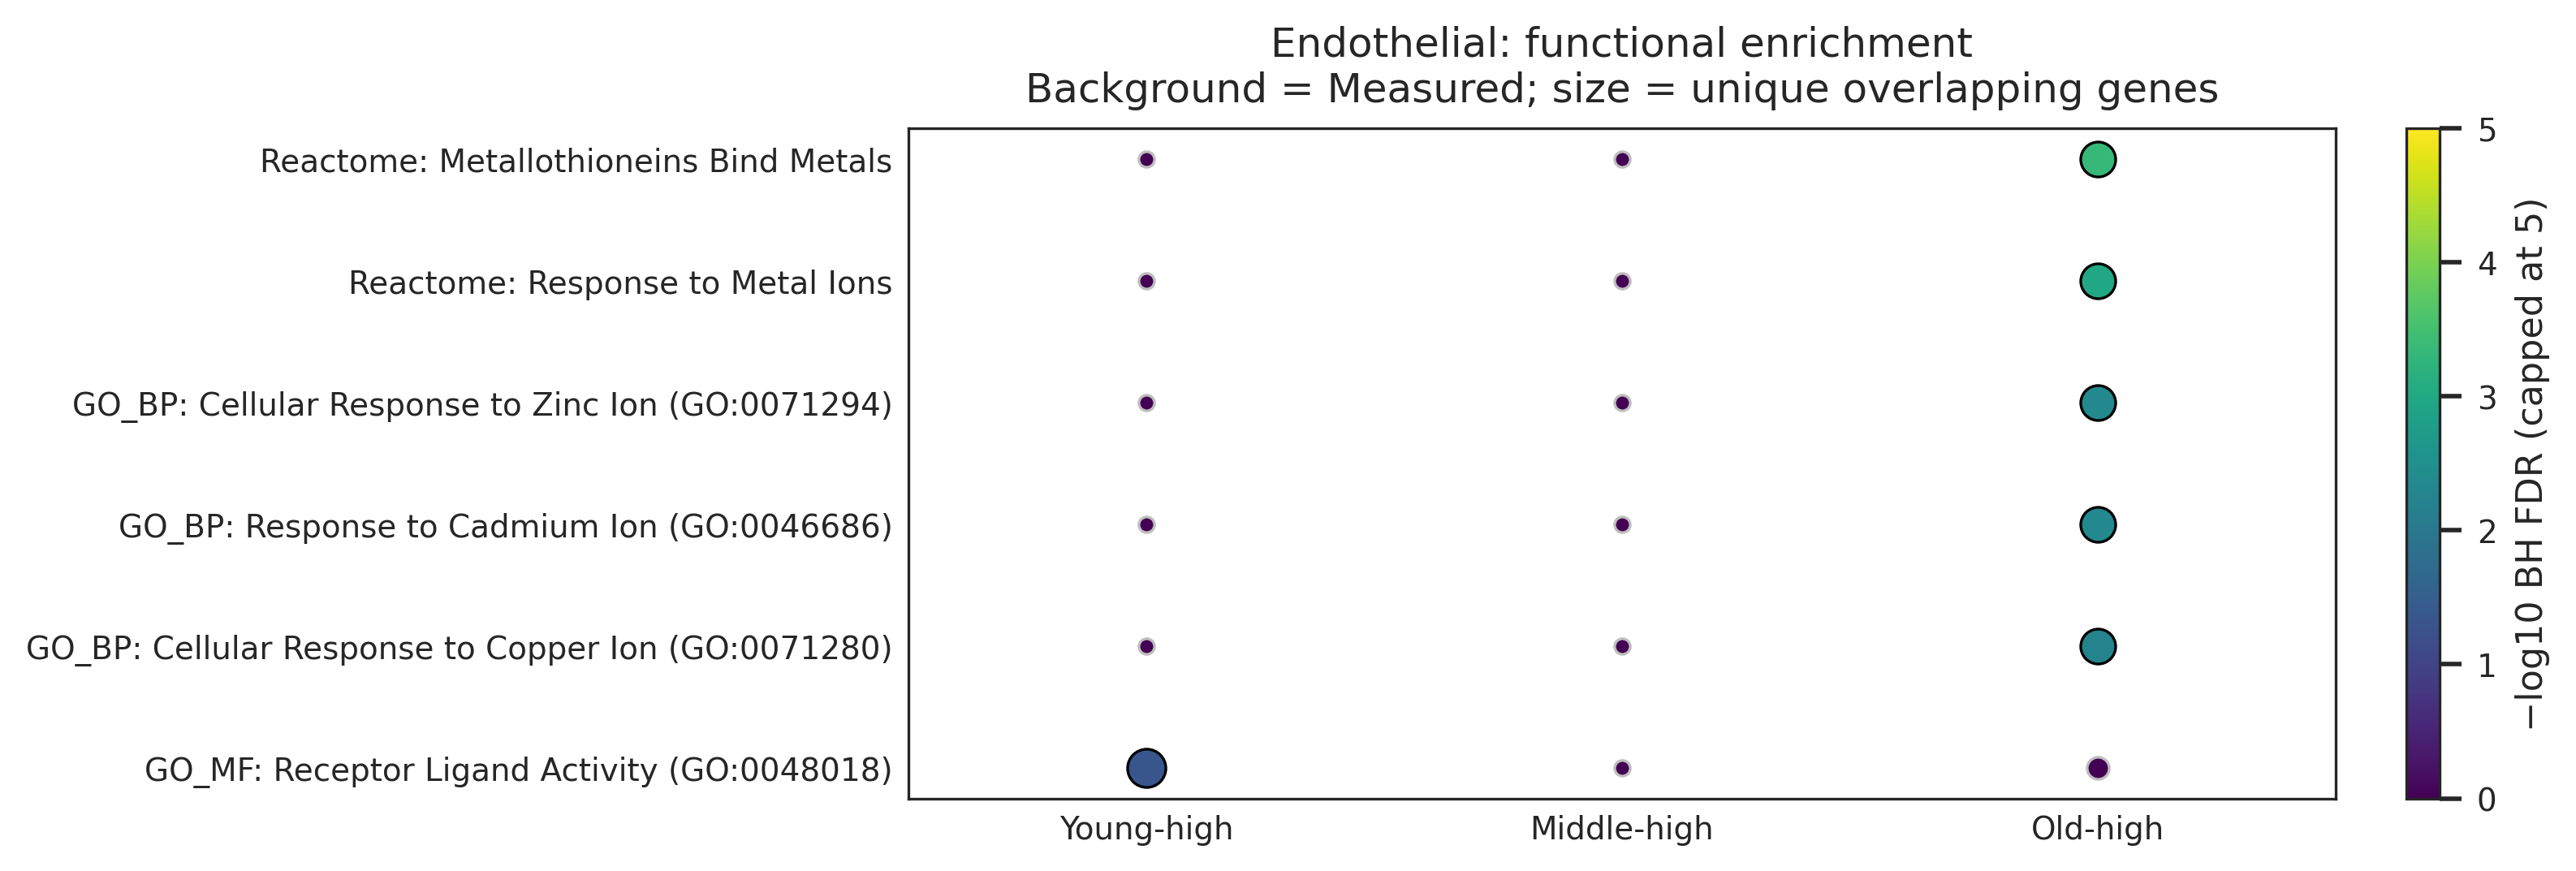 Endothelial: functional enrichment
Background = Measured; size = unique overlapping genes
Reactome: Metallothioneins Bind Metals
Reactome: Response to Metal Ions
GO_BP: Cellular Response to Zinc Ion (GO:0071294)
GO_BP: Response to Cadmium Ion (GO:0046686)
GO_BP: Cellular Response to Copper Ion (GO:0071280)
GO_MF: Receptor Ligand Activity (GO:0048018)
Young-high
Middle-high
Old-high
5
4
3
2
1
0
−log10 BH FDR (capped at 5)